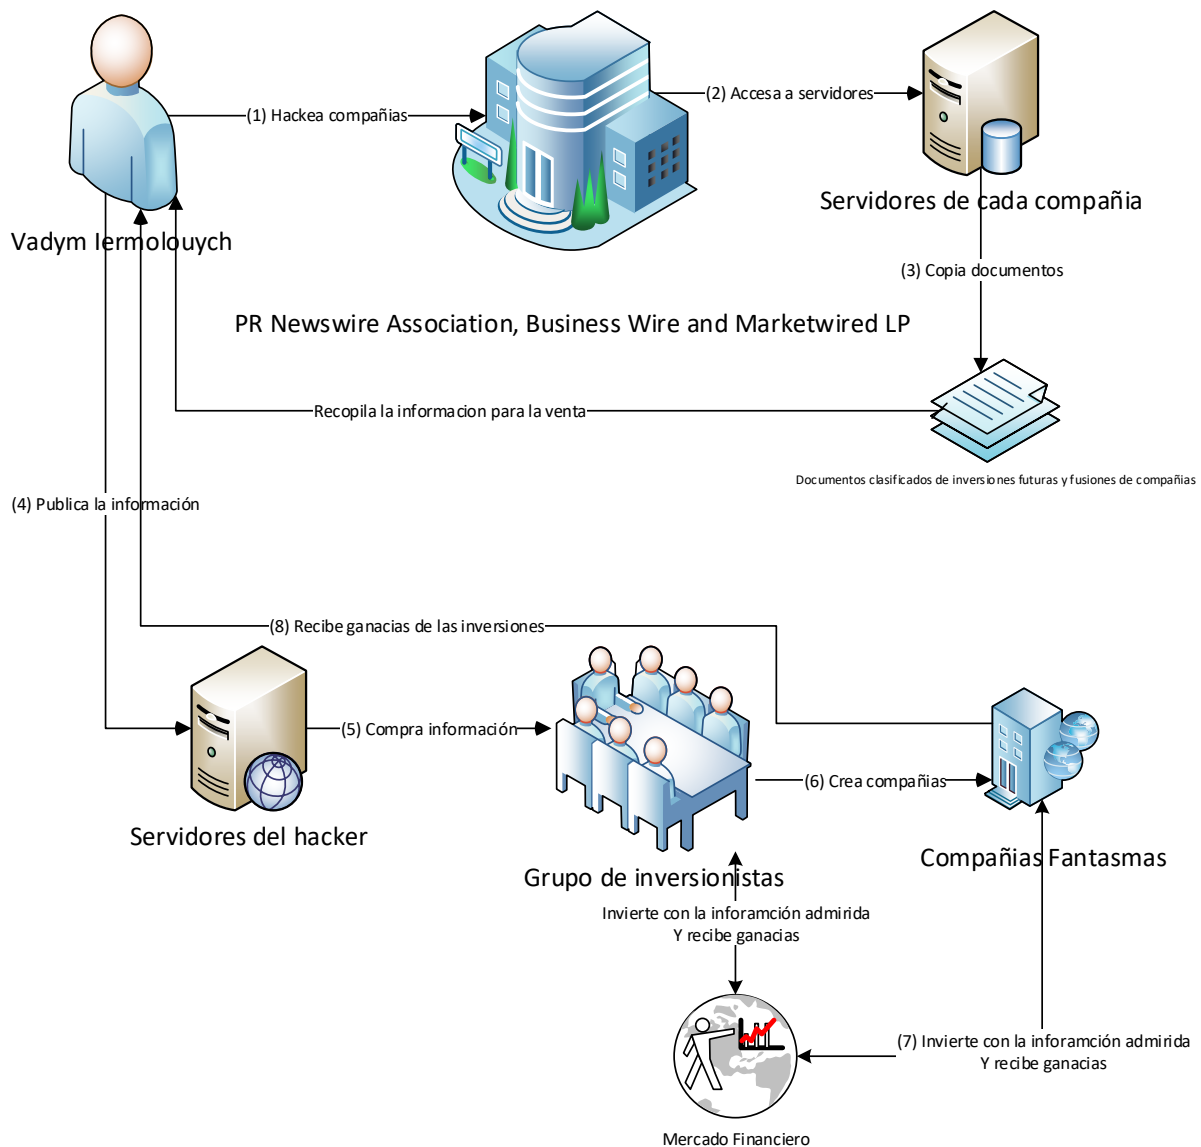 (1) Hackea compañias
(2) Accesa a servidores
Servidores de cada compañia
Vadym Iermolouych
(3) Copia documentos
PR Newswire Association, Business Wire and Marketwired LP
Recopila la informacion para la venta
Documentos clasificados de inversiones futuras y fusiones de compañias
(4) Publica la información
(8) Recibe ganacias de las inversiones
(5) Compra información
(6) Crea compañias
Servidores del hacker
Compañias Fantasmas
Grupo de inversionistas
Invierte con la inforamción admirida
Y recibe ganacias
(7) Invierte con la inforamción admirida
Y recibe ganacias
Mercado Financiero